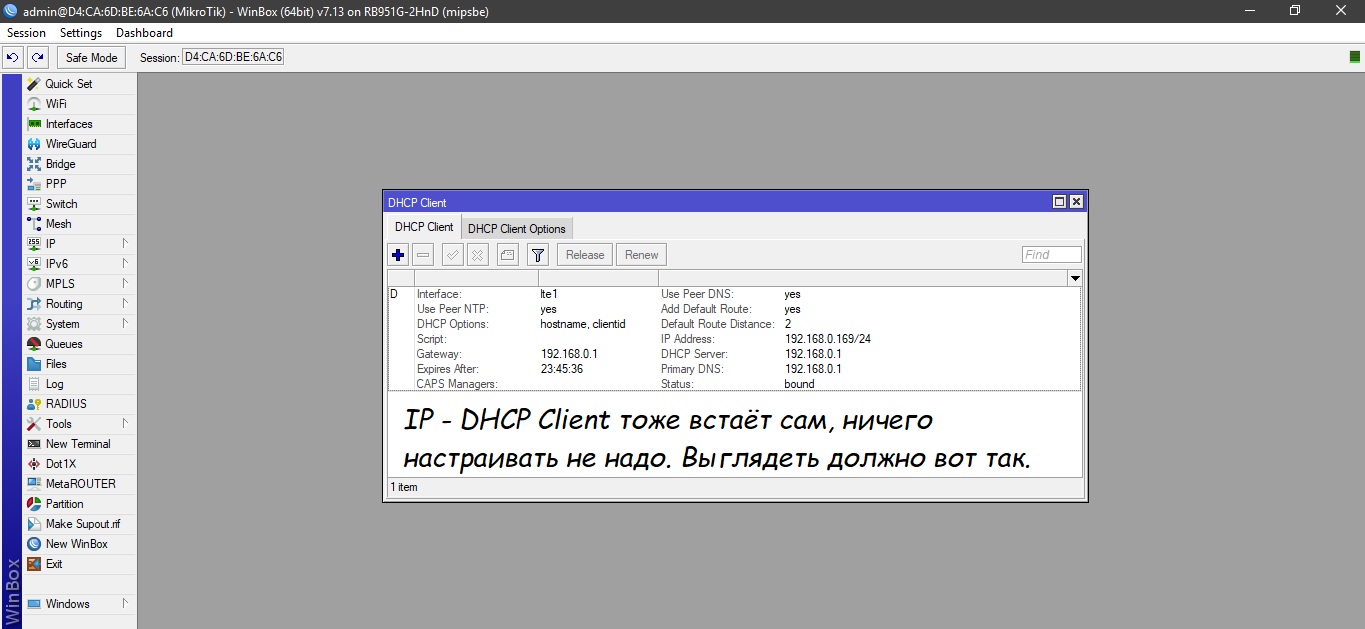 admin@D4:CA:6D:BE:6A:C6 (MikroTik) - WinBox (64bit) v7.13 on RB951G-2HnD (mipsbe)
Session Settings Dashboard
Safe Mode Session: D4:CA:6D:BE:6A:C6
Quick Set
WiFi
Interfaces
WireGuard
Bridge
PPP
Switch
Mesh
IP
IPv6
MPLS
Routing
System
Queues
Files
Log
RADIUS
Tools
New Terminal
Dot1X
MetaROUTER
Partition
Make Supout.rif
New WinBox
Exit
Windows
WinBox
DHCP Client
DHCP Client DHCP Client Options
Release Renew Find
D Interface: lte1 Use Peer DNS: yes
Use Peer NTP: yes Add Default Route: yes
DHCP Options: hostname, clientid Default Route Distance: 2
Script: IP Address: 192.168.0.169/24
Gateway: 192.168.0.1 DHCP Server: 192.168.0.1
Expires After: 23:45:36 Primary DNS: 192.168.0.1
CAPS Managers: Status: bound
IP - DHCP Client тоже встаёт сам, ничего
настраивать не надо. Выглядеть должно вот так.
1 item